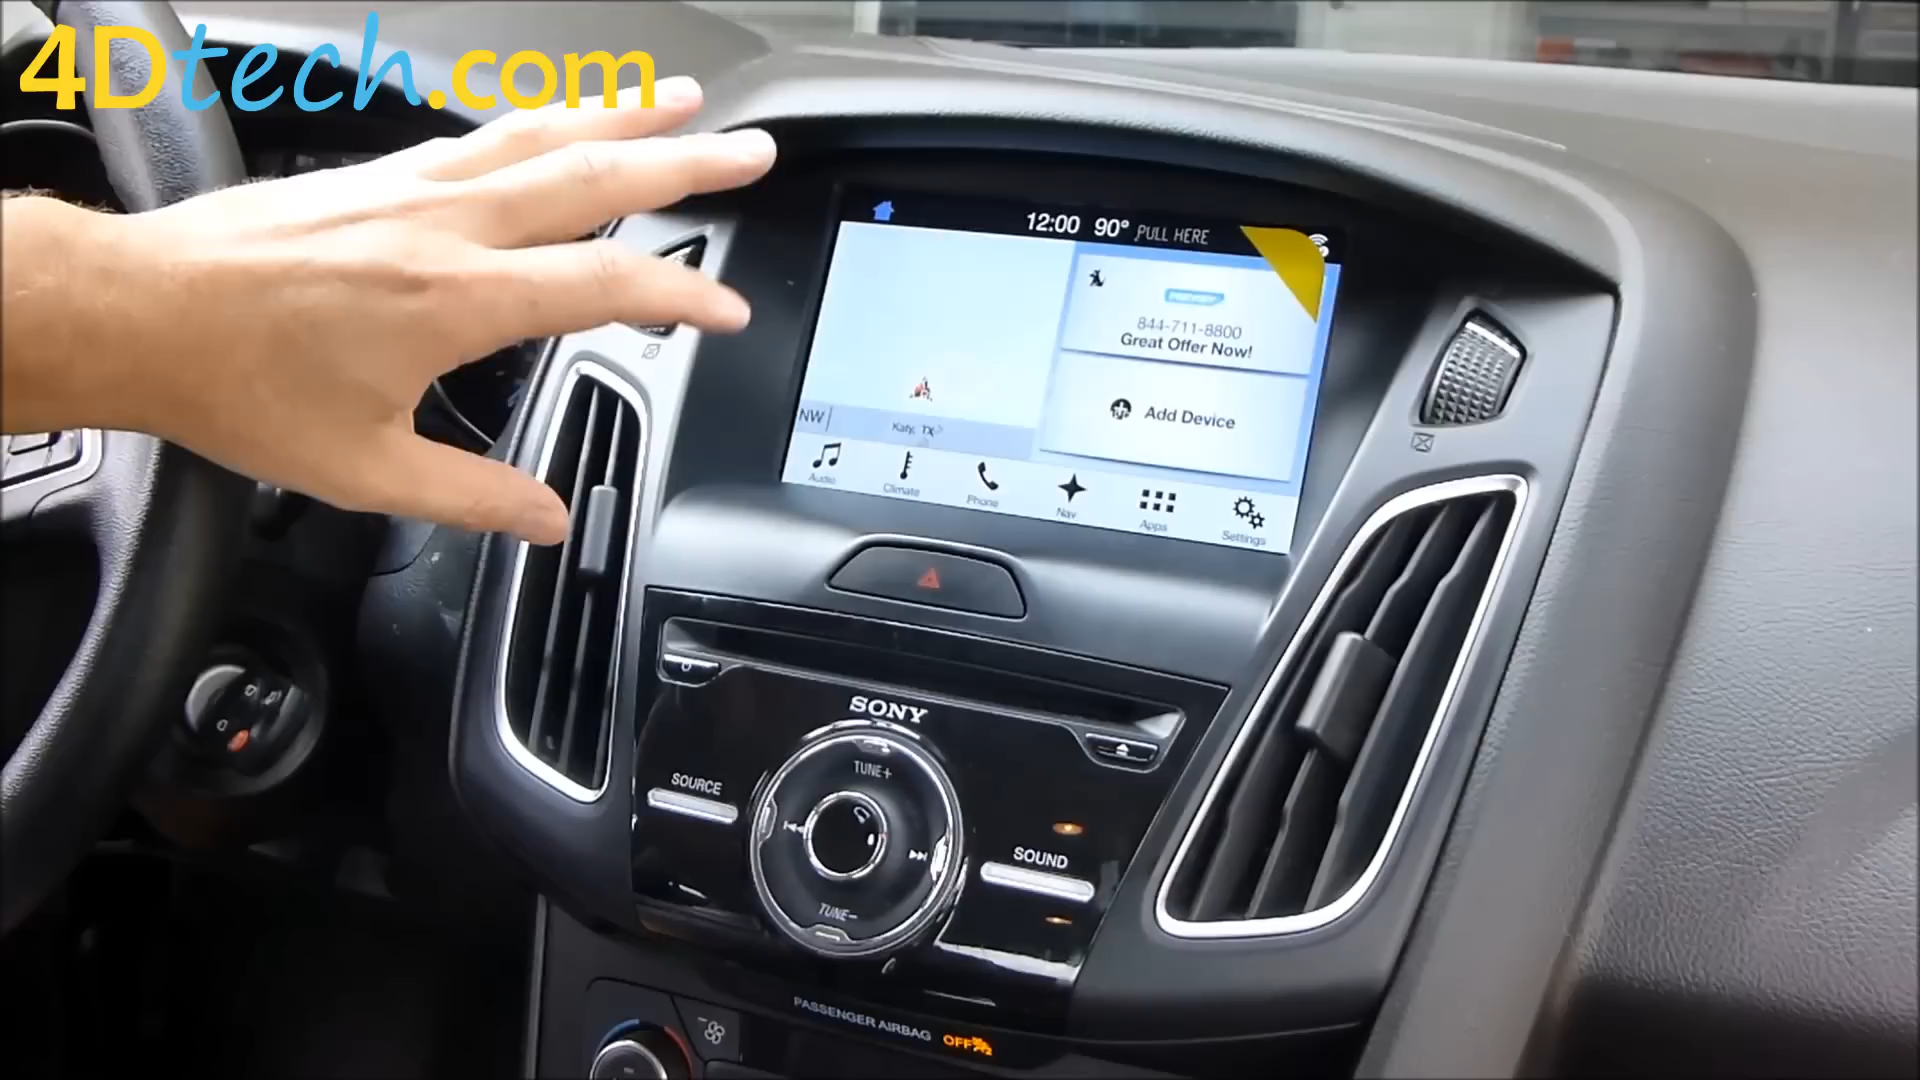 4Dtech.com
12:00 90° PULL HERE
844-711-8800
Great Offer Now!
Add Device
NW
Katy, TX
Audio Climate Phone Nav Apps Settings
SONY
TUNE+
SOURCE
SOUND
TUNE-
PASSENGER AIRBAG OFF